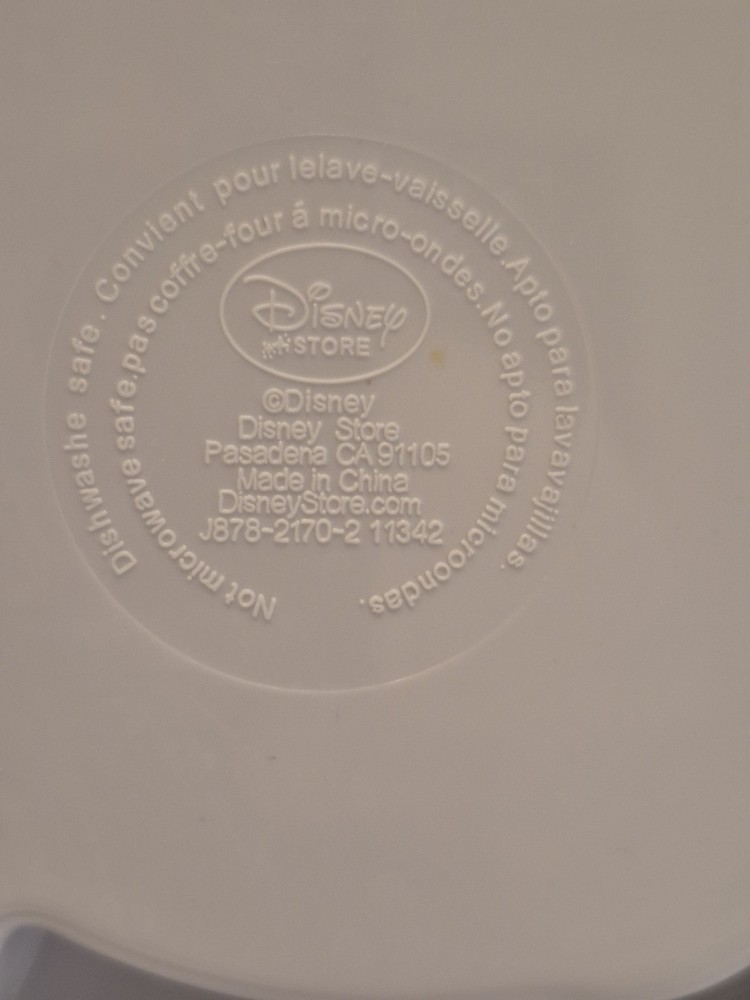 Dishwashe safe. Convient pour lelave-vaisselle. Apto para lavavajillas.
Not microwave safe.pas coffre-four á micro-ondes. No apto para microondas.
Disney
STORE
©Disney
Disney Store
Pasadena CA 91105
Made in China
DisneyStore.com
J878-2170-2 11342